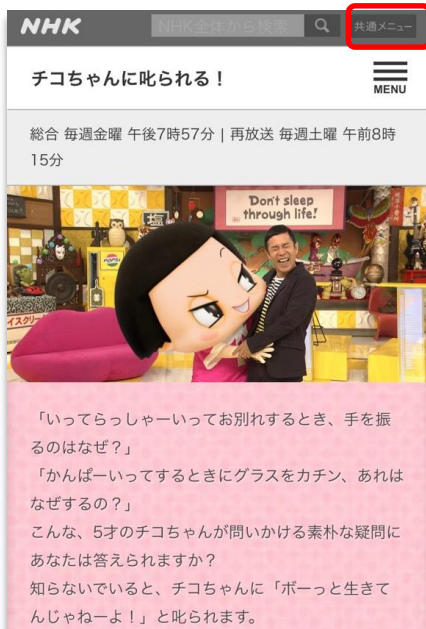 NHK
NHK全体から検索
共通メニュー
チコちゃんに叱られる！
MENU
総合 毎週金曜 午後7時57分 | 再放送 毎週土曜 午前8時
15分
Don't sleep
through life!
塩
「いってらっしゃーいってお別れするとき、手を振
るのはなぜ？」
「かんぱーいってするときにグラスをカチン、あれは
なぜするの？」
こんな、5才のチコちゃんが問いかける素朴な疑問に
あなたは答えられますか？
知らないでいると、チコちゃんに「ボーっと生きて
んじゃねーよ！」と叱られます。